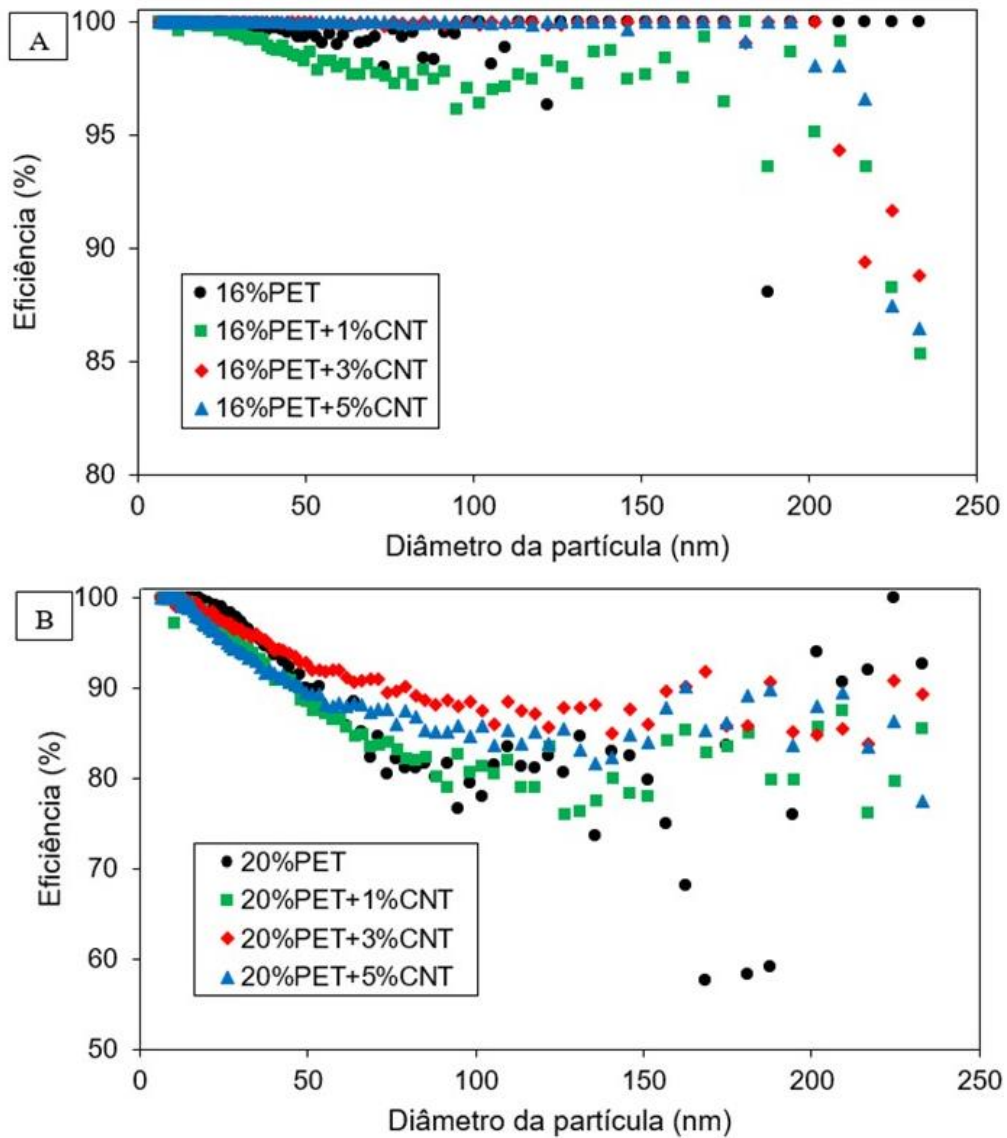 A
100
95
90
85
80
Eficiência (%)
16%PET
16%PET+1%CNT
16%PET+3%CNT
16%PET+5%CNT
0 50 100 150 200 250
Diâmetro da partícula (nm)
B
100
90
80
70
60
50
Eficiência (%)
20%PET
20%PET+1%CNT
20%PET+3%CNT
20%PET+5%CNT
0 50 100 150 200 250
Diâmetro da partícula (nm)